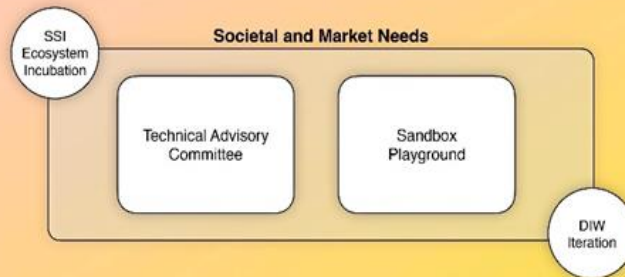 SSI
Ecosystem
Incubation
Societal and Market Needs
Technical Advisory
Committee
Sandbox
Playground
DIW
Iteration